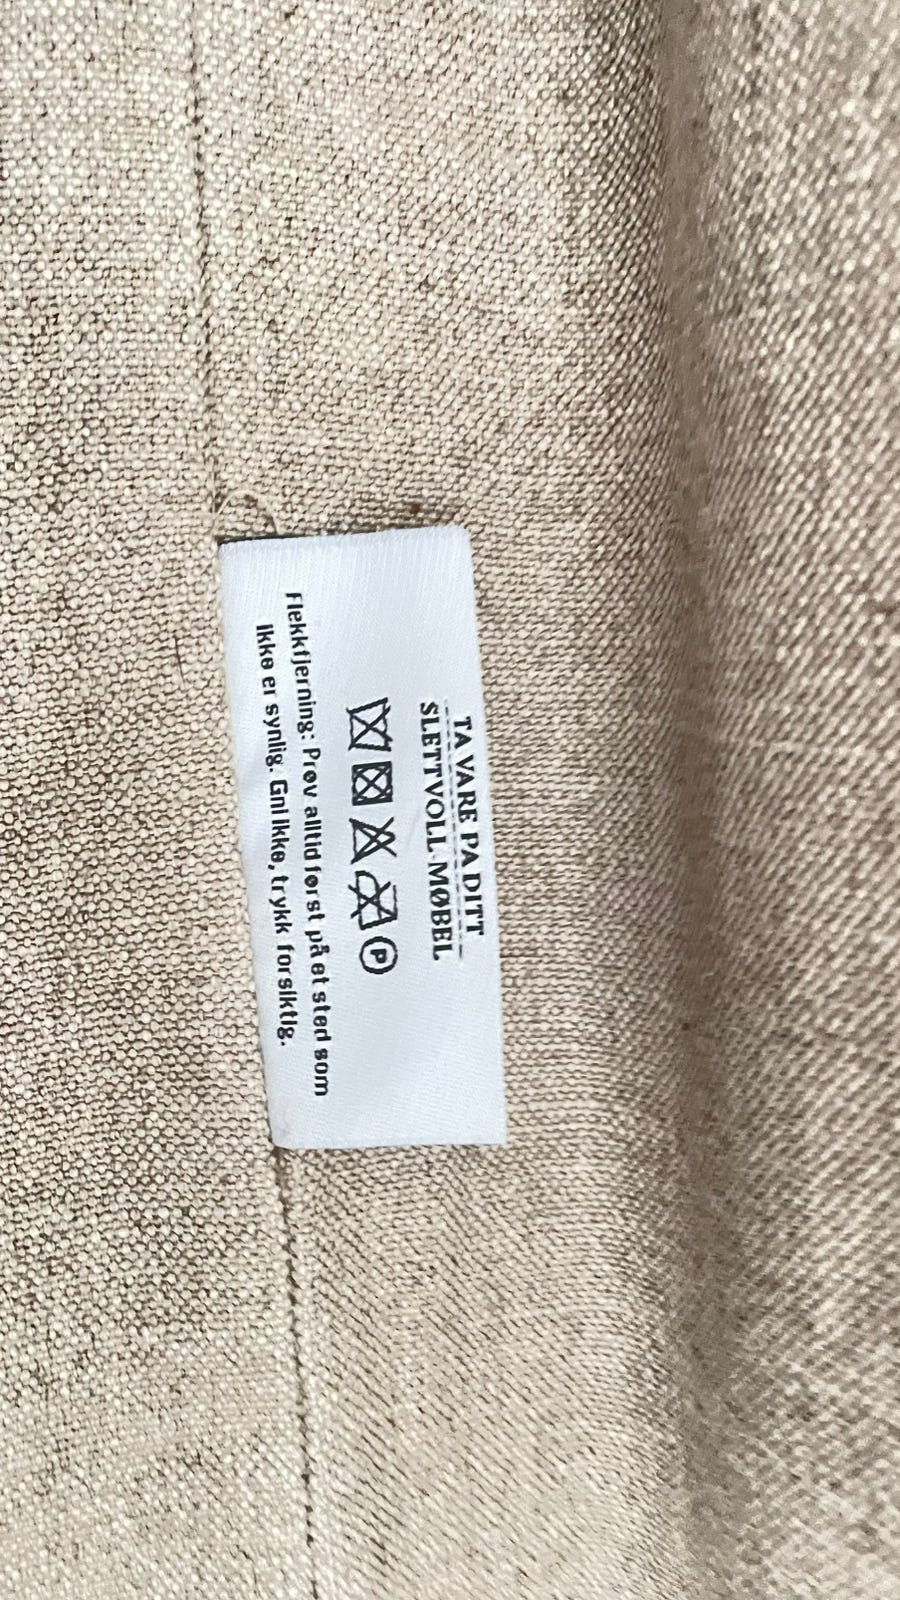 TA VARE PA DITT
SLETTVOLL-MØBEL
P
Flekkfjerning: Prøv alltid først på et sted som
ikke er synlig. Gni ikke, trykk forsiktig.